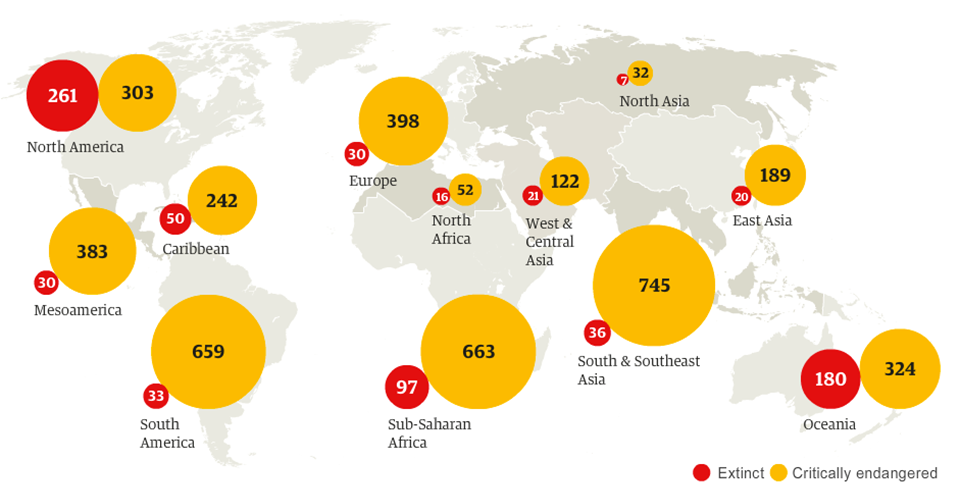 261
303
North America
398
30
Europe
7
32
North Asia
16
52
North
Africa
21
122
West &
Central
Asia
20
189
East Asia
50
242
Caribbean
383
30
Mesoamerica
659
33
South
America
663
97
Sub-Saharan
Africa
745
36
South & Southeast
Asia
180
324
Oceania
Extinct
Critically endangered